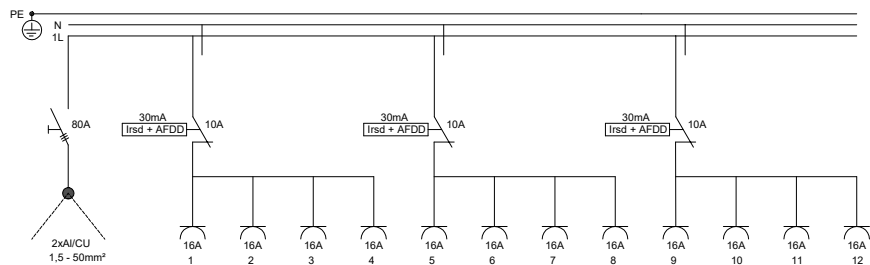 PE
N
1L
80A
30mA
Irsd + AFDD
10A
30mA
Irsd + AFDD
10A
30mA
Irsd + AFDD
10A
2xAl/CU
1,5 - 50mm²
16A 16A 16A 16A 16A 16A 16A 16A 16A 16A 16A 16A
1 2 3 4 5 6 7 8 9 10 11 12